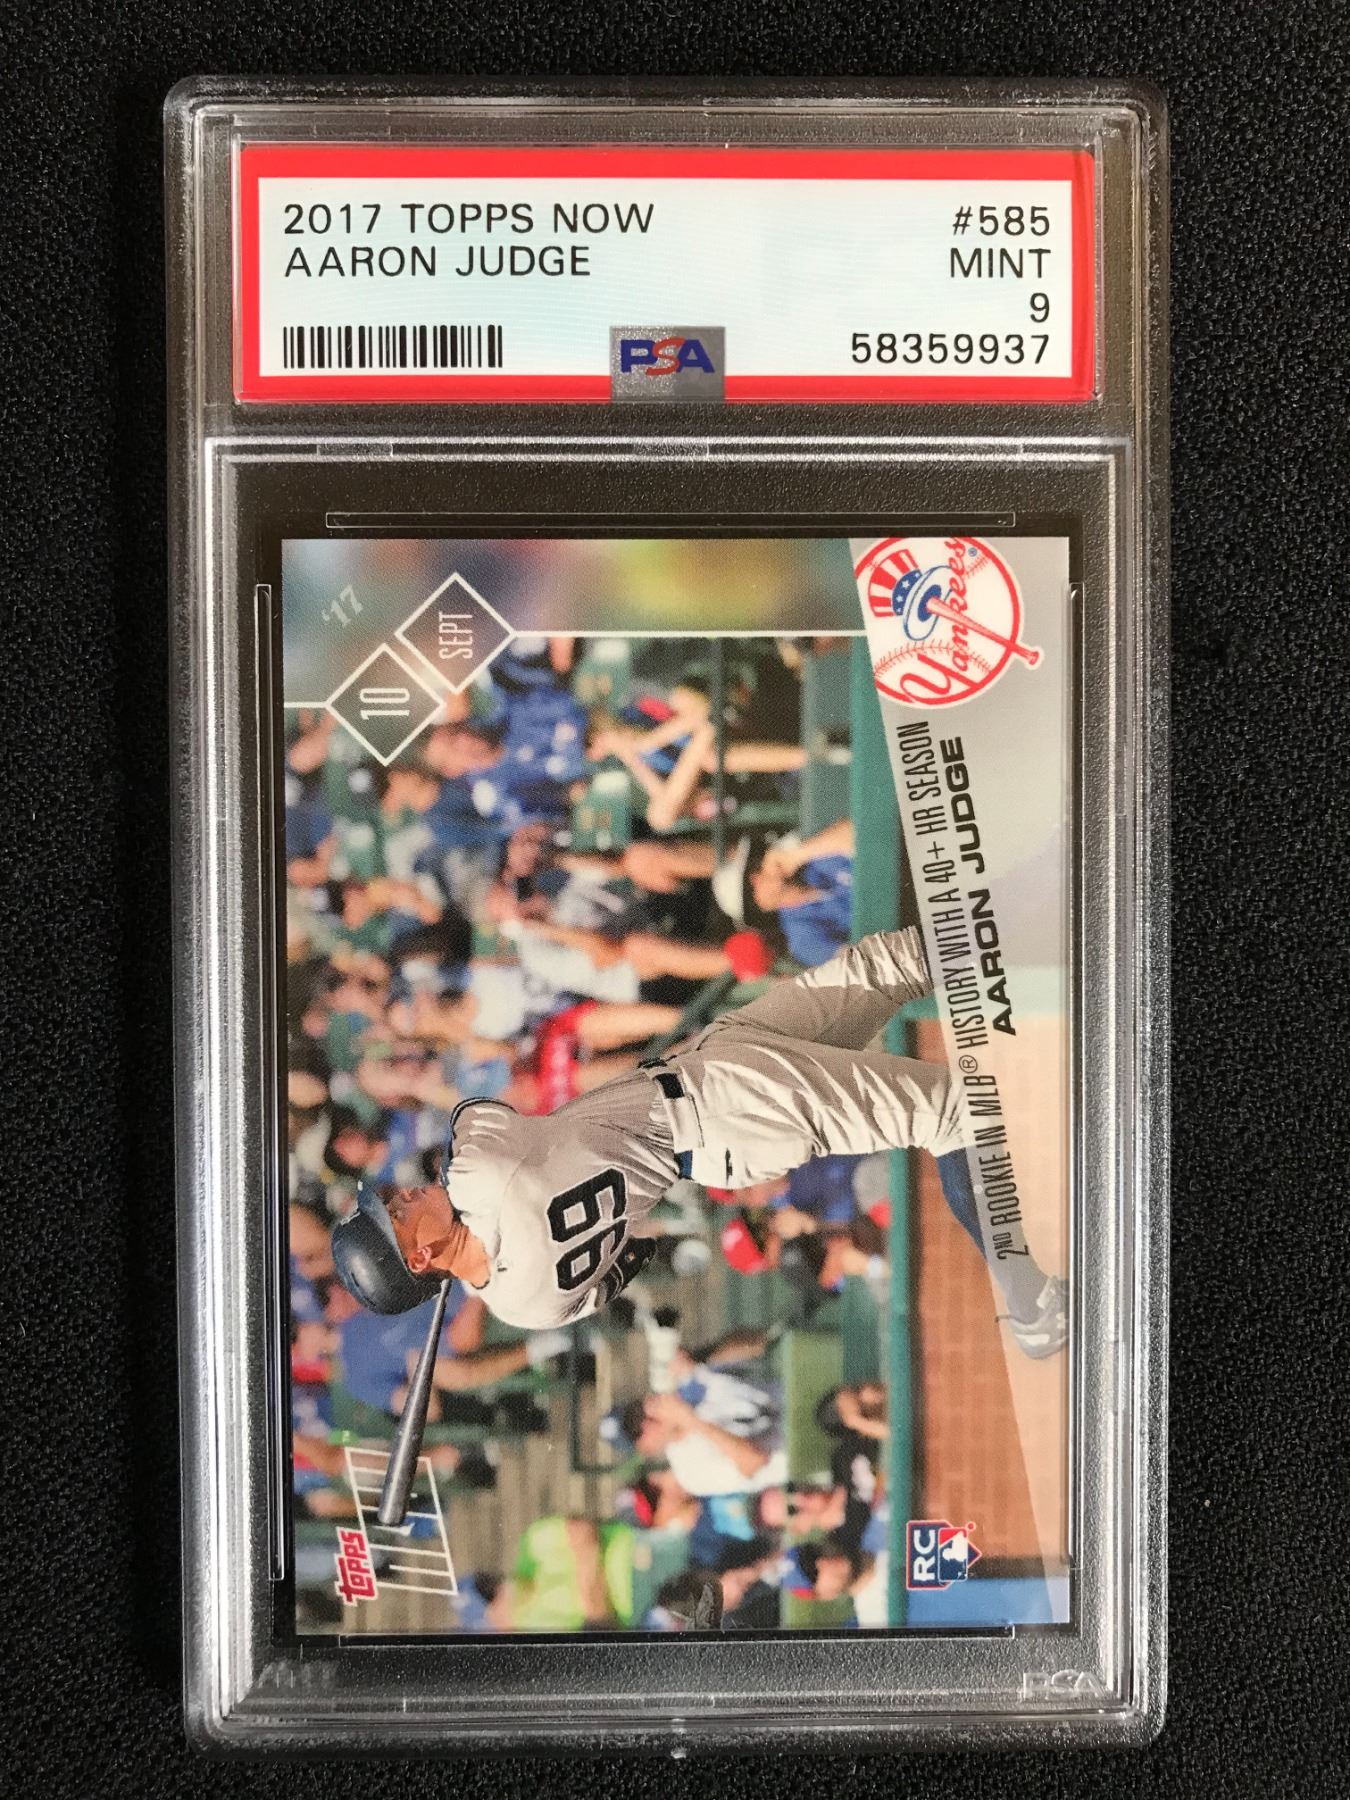 2017 TOPPS NOW #585
AARON JUDGE MINT
9
58359937
PSA
'17
10
SEPT
Yankees
2ND ROOKIE IN MLB® HISTORY WITH A 40+ HR SEASON
AARON JUDGE
99
TOPPS
RC
PSA